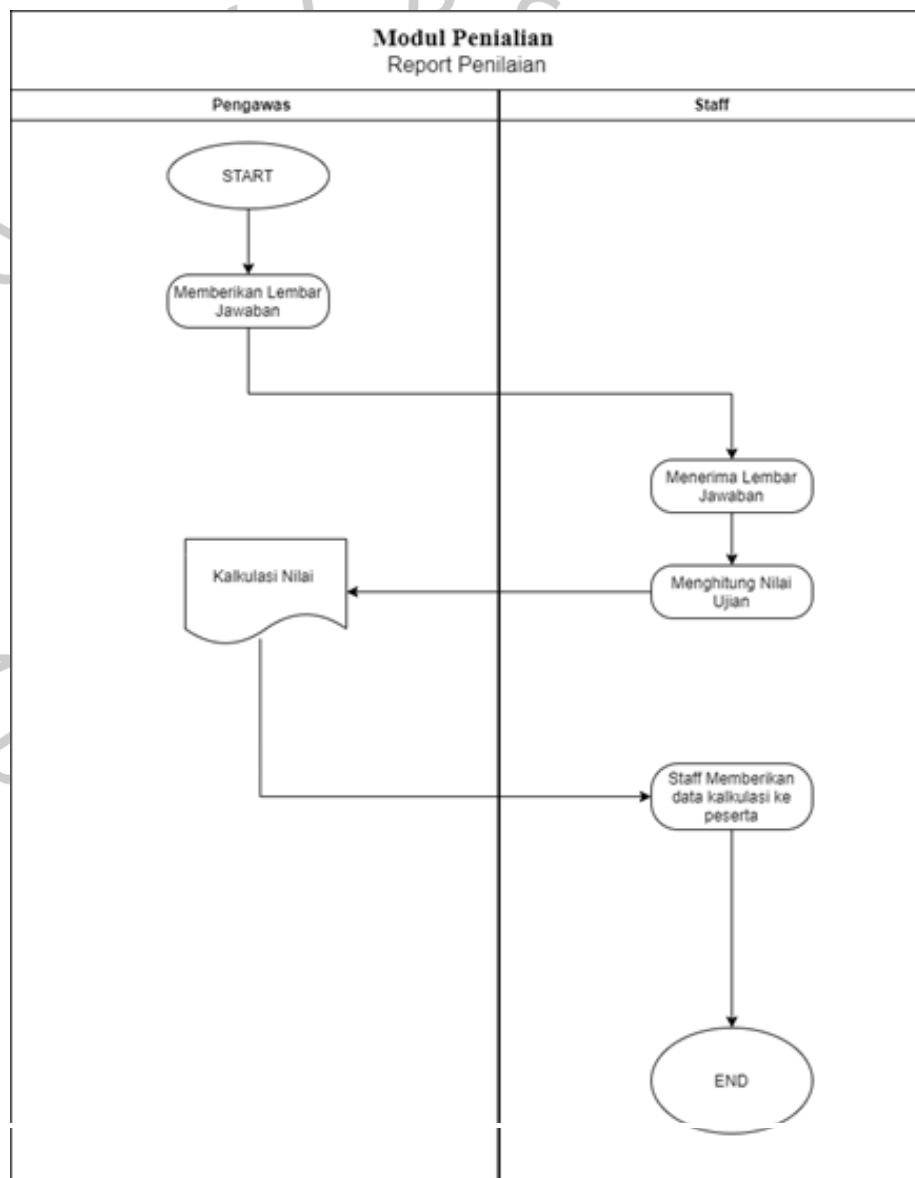 Modul Penialian
Report Penilaian
Pengawas
Staff
START
Memberikan Lembar
Jawaban
Menerima Lembar
Jawaban
Menghitung Nilai
Ujian
Kalkulasi Nilai
Staff Memberikan
data kalkulasi ke
peserta
END